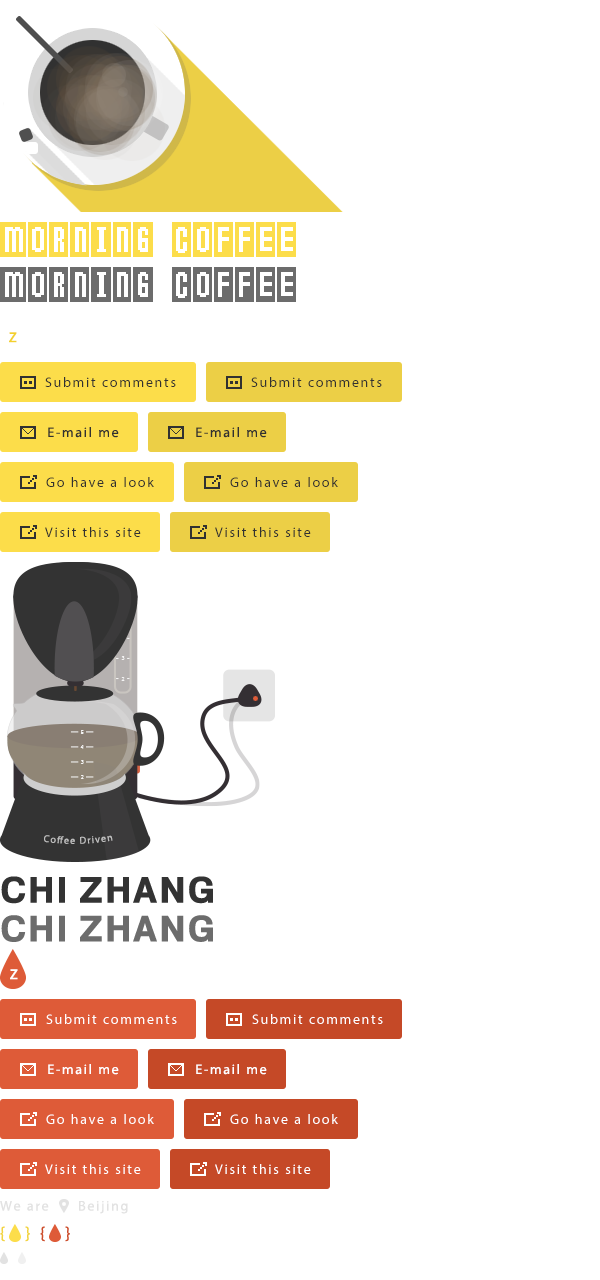 MORNING COFFEE
MORNING COFFEE
Z
Submit comments Submit comments
E-mail me E-mail me
Go have a look Go have a look
Visit this site Visit this site
3
2
5
4
3
2
Coffee Driven
CHI ZHANG
CHI ZHANG
Z
Submit comments Submit comments
E-mail me E-mail me
Go have a look Go have a look
Visit this site Visit this site
We are Beijing
{ } { }